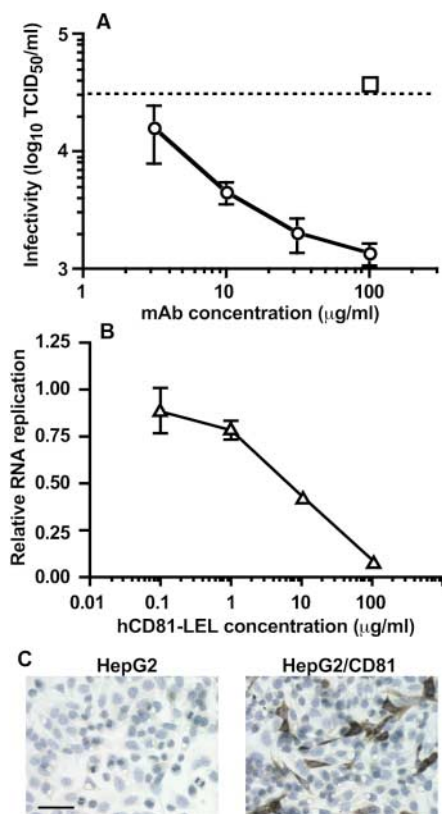 A
Infectivity (log10 TCID50/ml)
5
4
3
1
10
100
mAb concentration (μg/ml)
B
Relative RNA replication
1.25
1.00
0.75
0.50
0.25
0.00
0.01
0.1
1
10
100
hCD81-LEL concentration (μg/ml)
C
HepG2
HepG2/CD81